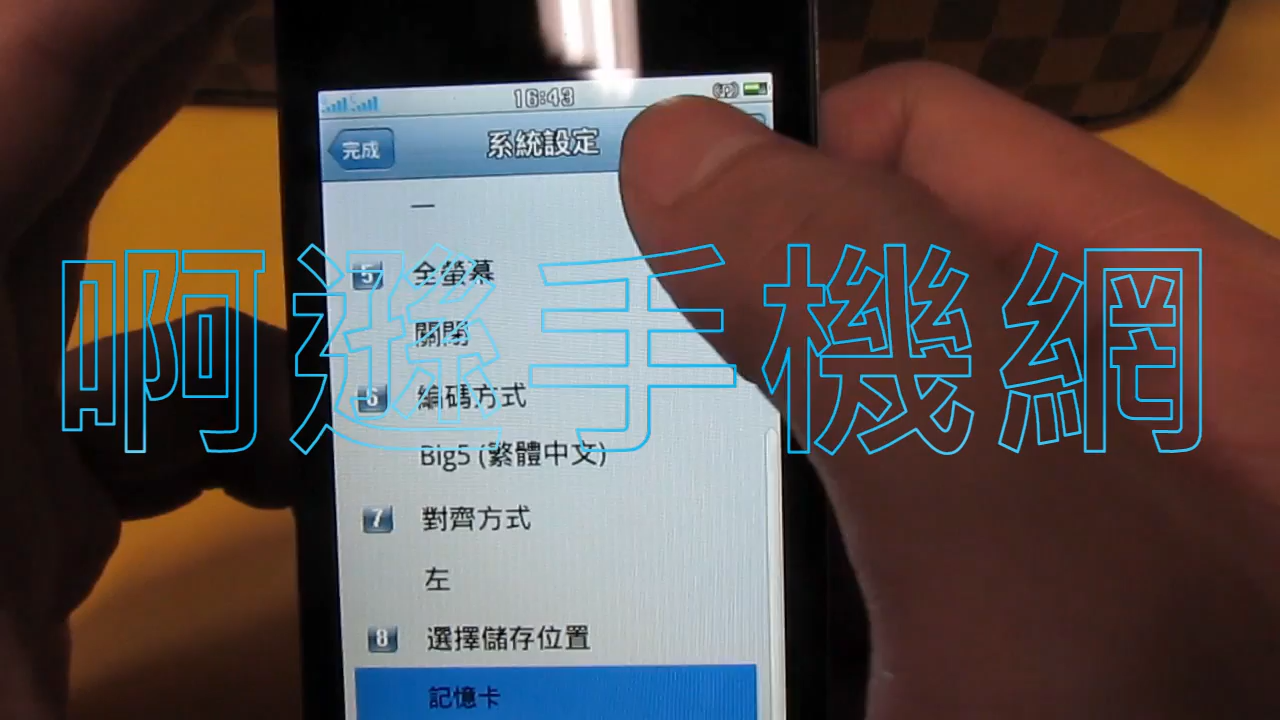 16:43
完成
系統設定
一
5 全螢幕
關閉
啊遜手機網
6 編碼方式
Big5 (繁體中文)
7 對齊方式
左
8 選擇儲存位置
記憶卡